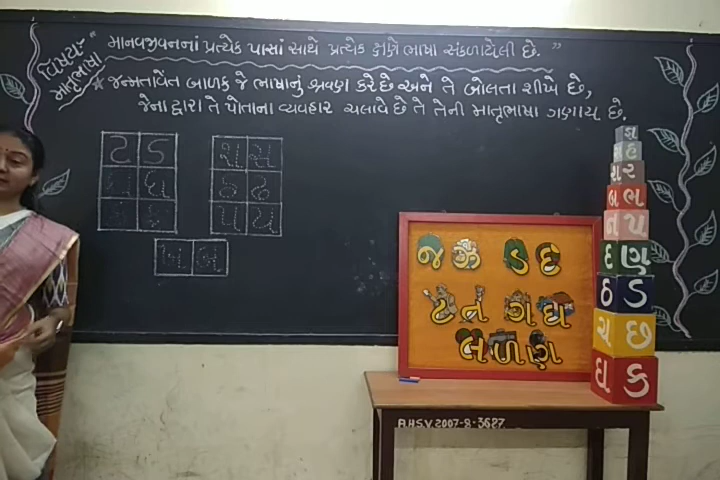 વિષય:-
માતૃભાષા
માનવજીવનનાં પ્રત્યેક પાસાં સાથે પ્રત્યેક ક્ષણે ભાષા સંકળાયેલી છે. "
જન્મતાવેંત બાળક જે ભાષાનું શ્રવણ કરે છે અને તે બોલતા શીખે છે,
જેના દ્વારા તે પોતાના વ્યવહાર ચલાવે છે તે તેની માતૃભાષા ગણાય છે.
ટ ડ
ધ
શ સ
ઠ ઢ
પ ય
જ ઝ ડ દ
ટ ન ગ
લ ળ ણ
જ્ઞ
હ
ર
બ ભ
ન પ
દ ણ
ઠ ડ
ચ છ
ઘ ક
A.H.S.V 2007-8-3627